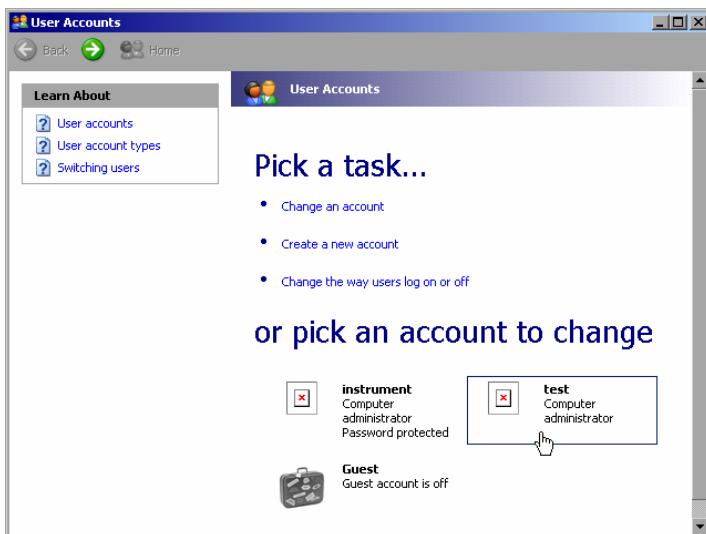 User Accounts
Back Home
Learn About
User accounts
User account types
Switching users
User Accounts
Pick a task...
Change an account
Create a new account
Change the way users log on or off
or pick an account to change
instrument
Computer
administrator
Password protected
test
Computer
administrator
Guest
Guest account is off